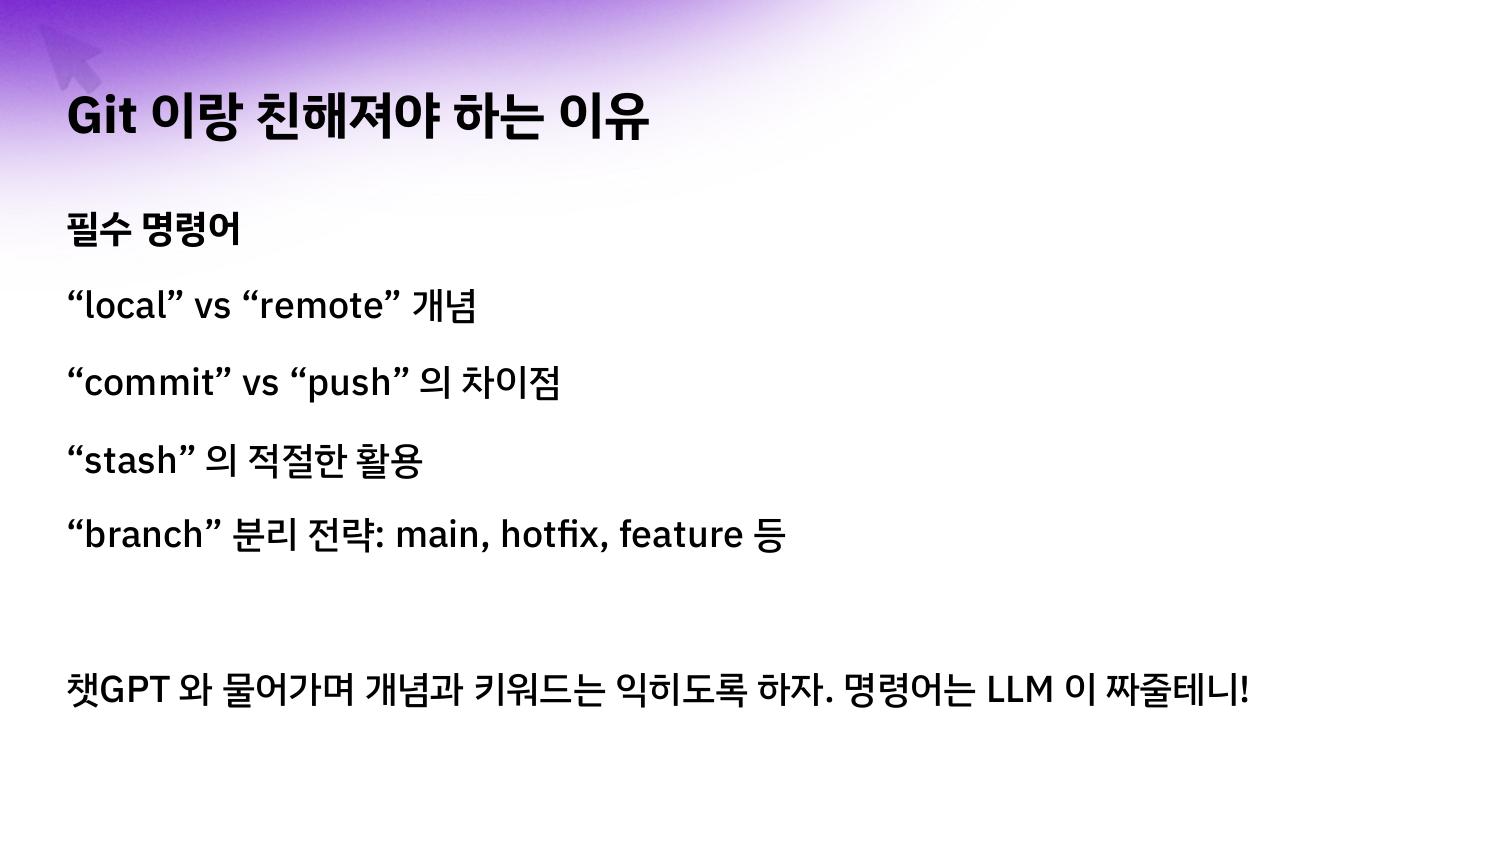 Git 이랑 친해져야 하는 이유
필수 명령어
“local” vs “remote” 개념
“commit” vs “push” 의 차이점
“stash” 의 적절한 활용
“branch” 분리 전략: main, hotfix, feature 등
챗GPT 와 물어가며 개념과 키워드는 익히도록 하자. 명령어는 LLM 이 짜줄테니!